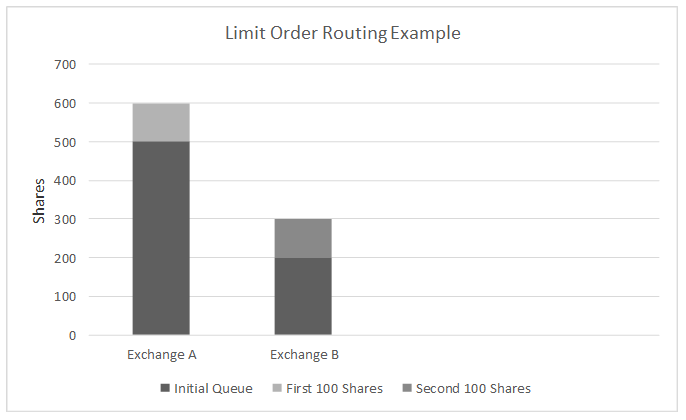 Limit Order Routing Example
700
600
500
400
300
200
100
0
Shares
Exchange A Exchange B
Initial Queue First 100 Shares Second 100 Shares